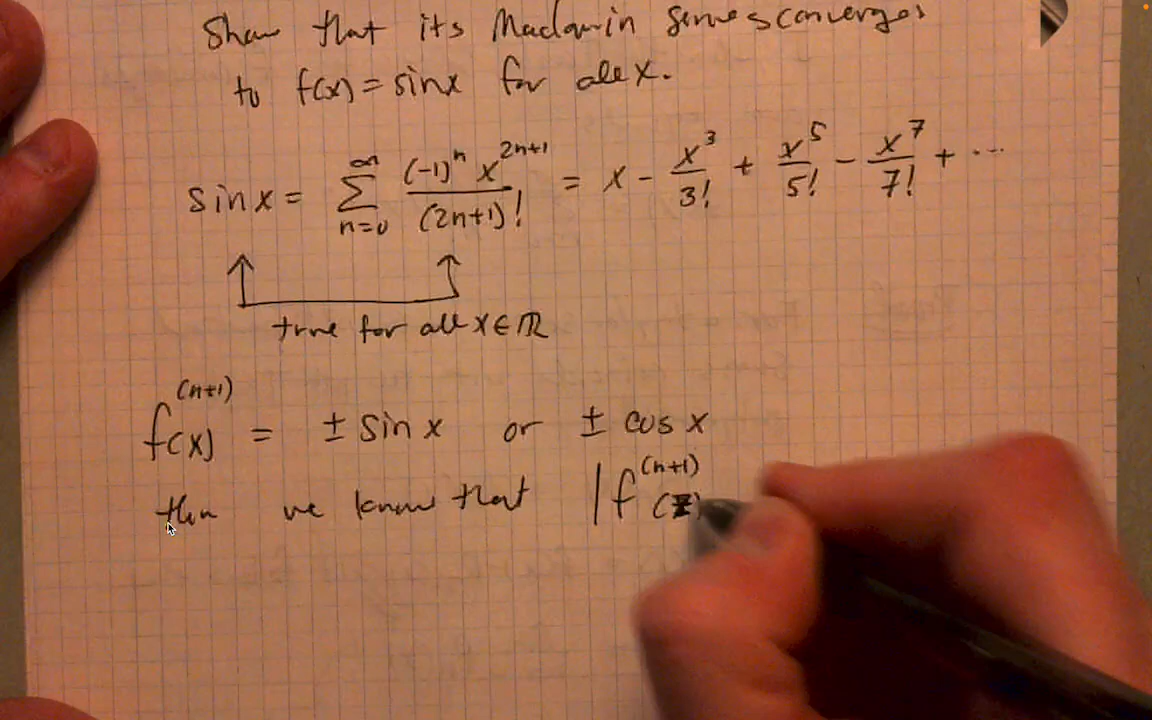 Show that its Maclaurin series converges
to f(x) = sinx for all x.
sin x = ∑_{n=0}^{∞} (-1)^n x^{2n+1} / (2n+1)! = x - x^3/3! + x^5/5! - x^7/7! + ...
true for all x ∈ ℝ
f^{(n+1)}(x) = ± sin x or ± cos x
then we know that |f^{(n+1)}(z)